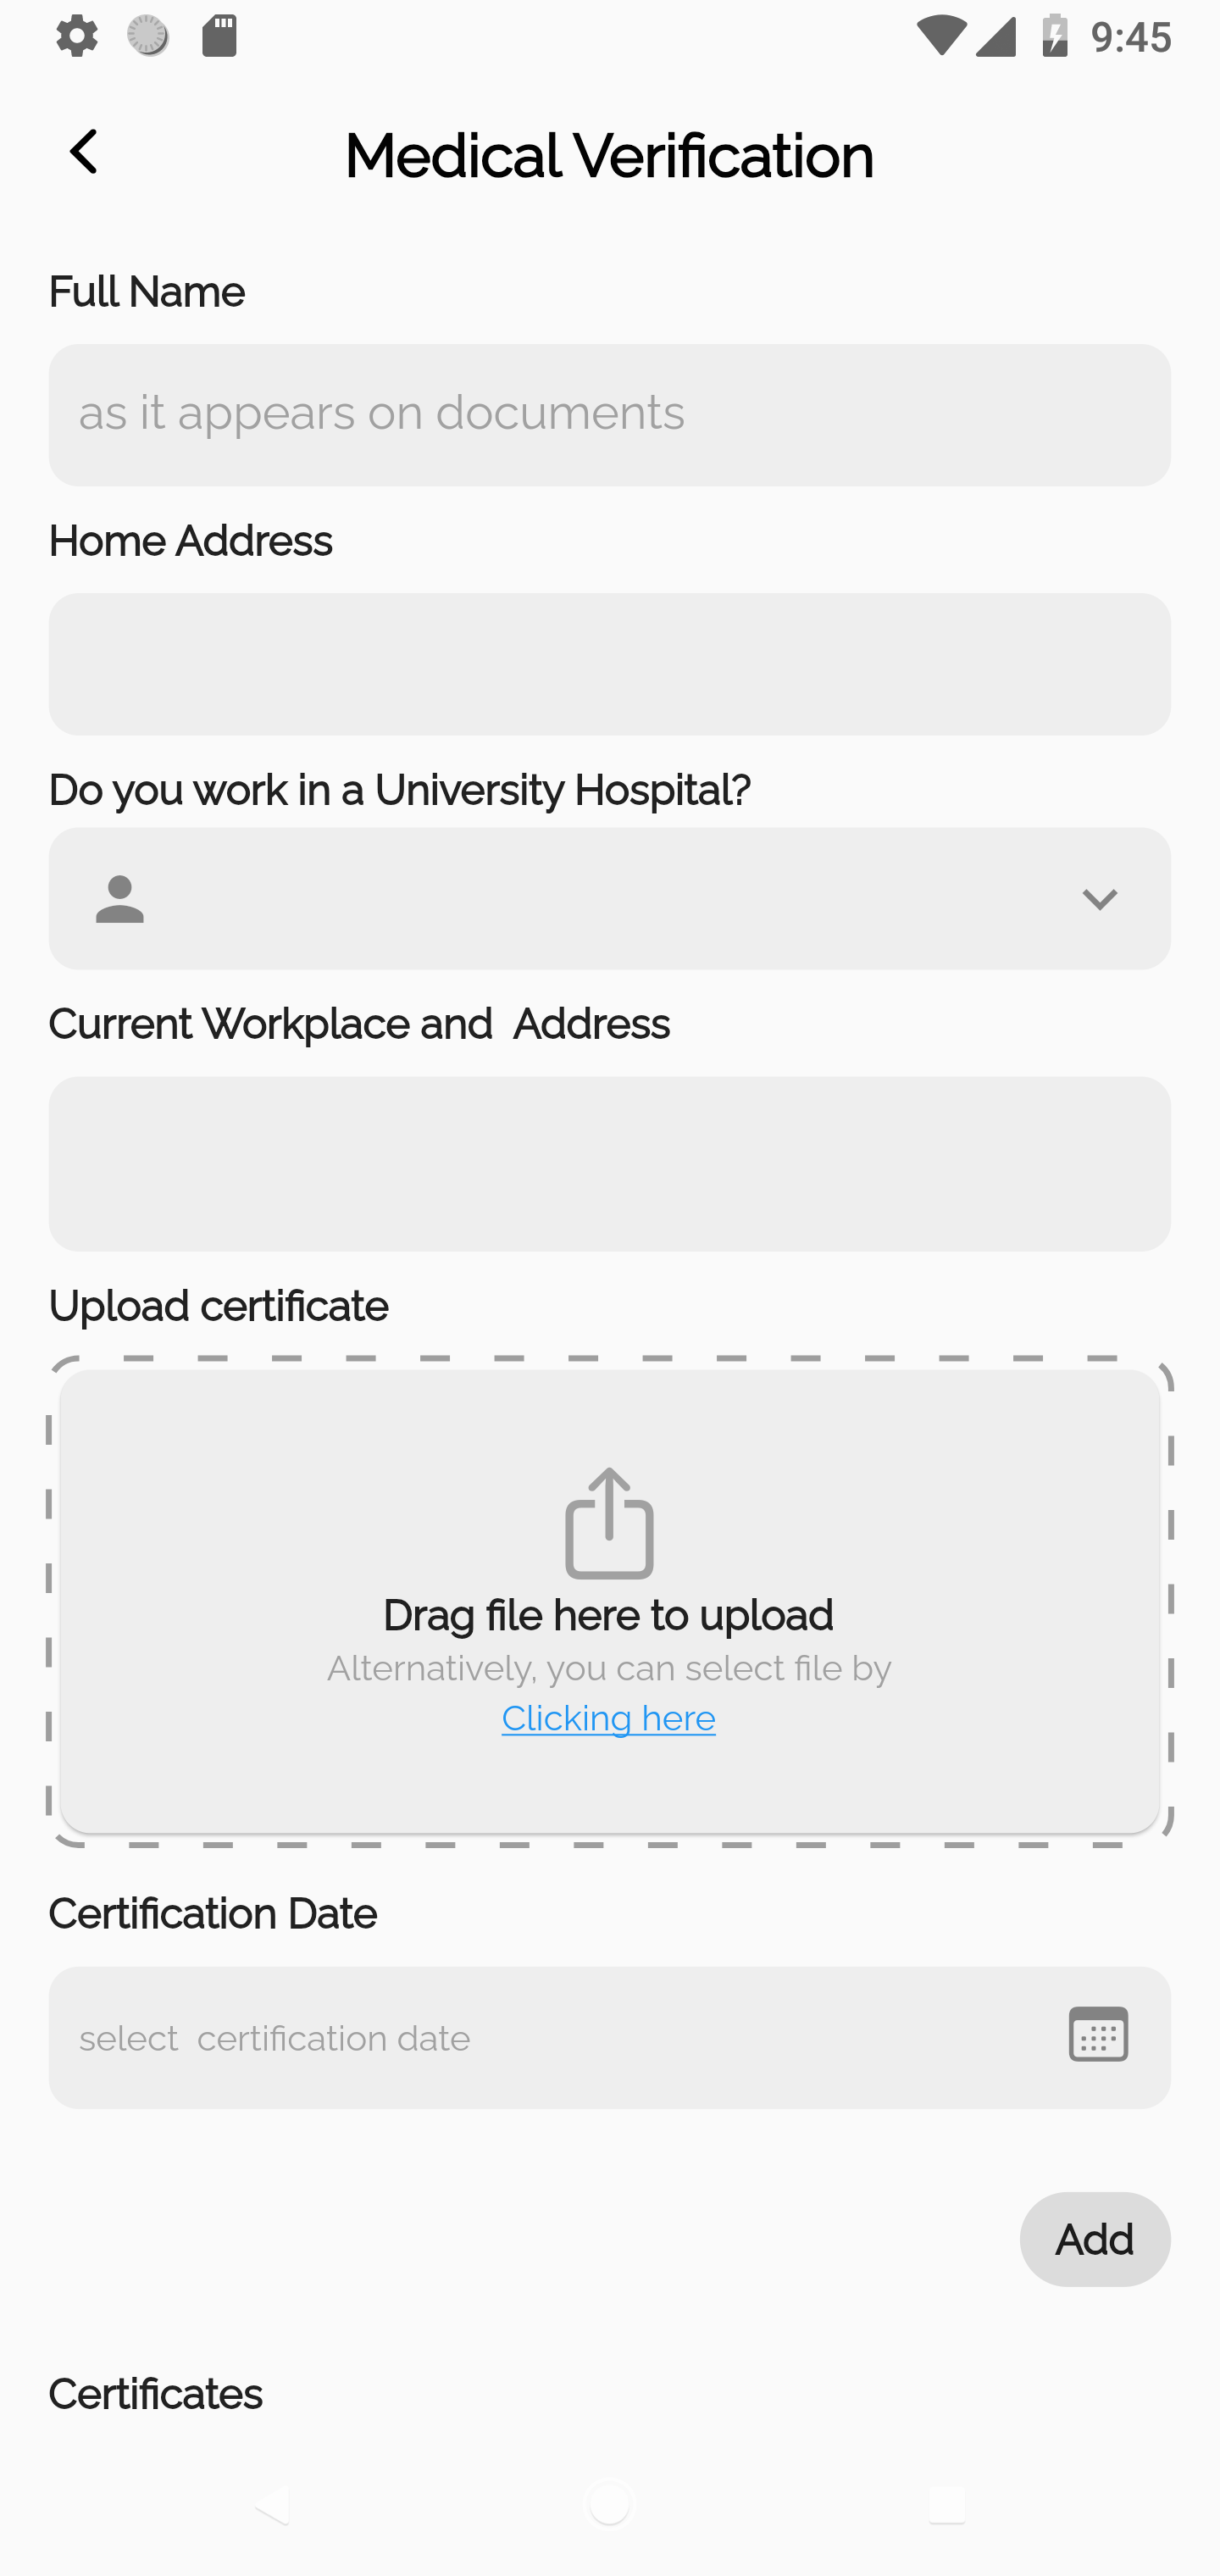 9:45
Medical Verification
Full Name
as it appears on documents
Home Address
Do you work in a University Hospital?
Current Workplace and  Address
Upload certificate
Drag file here to upload
Alternatively, you can select file by
Clicking here
Certification Date
select  certification date
Add
Certificates